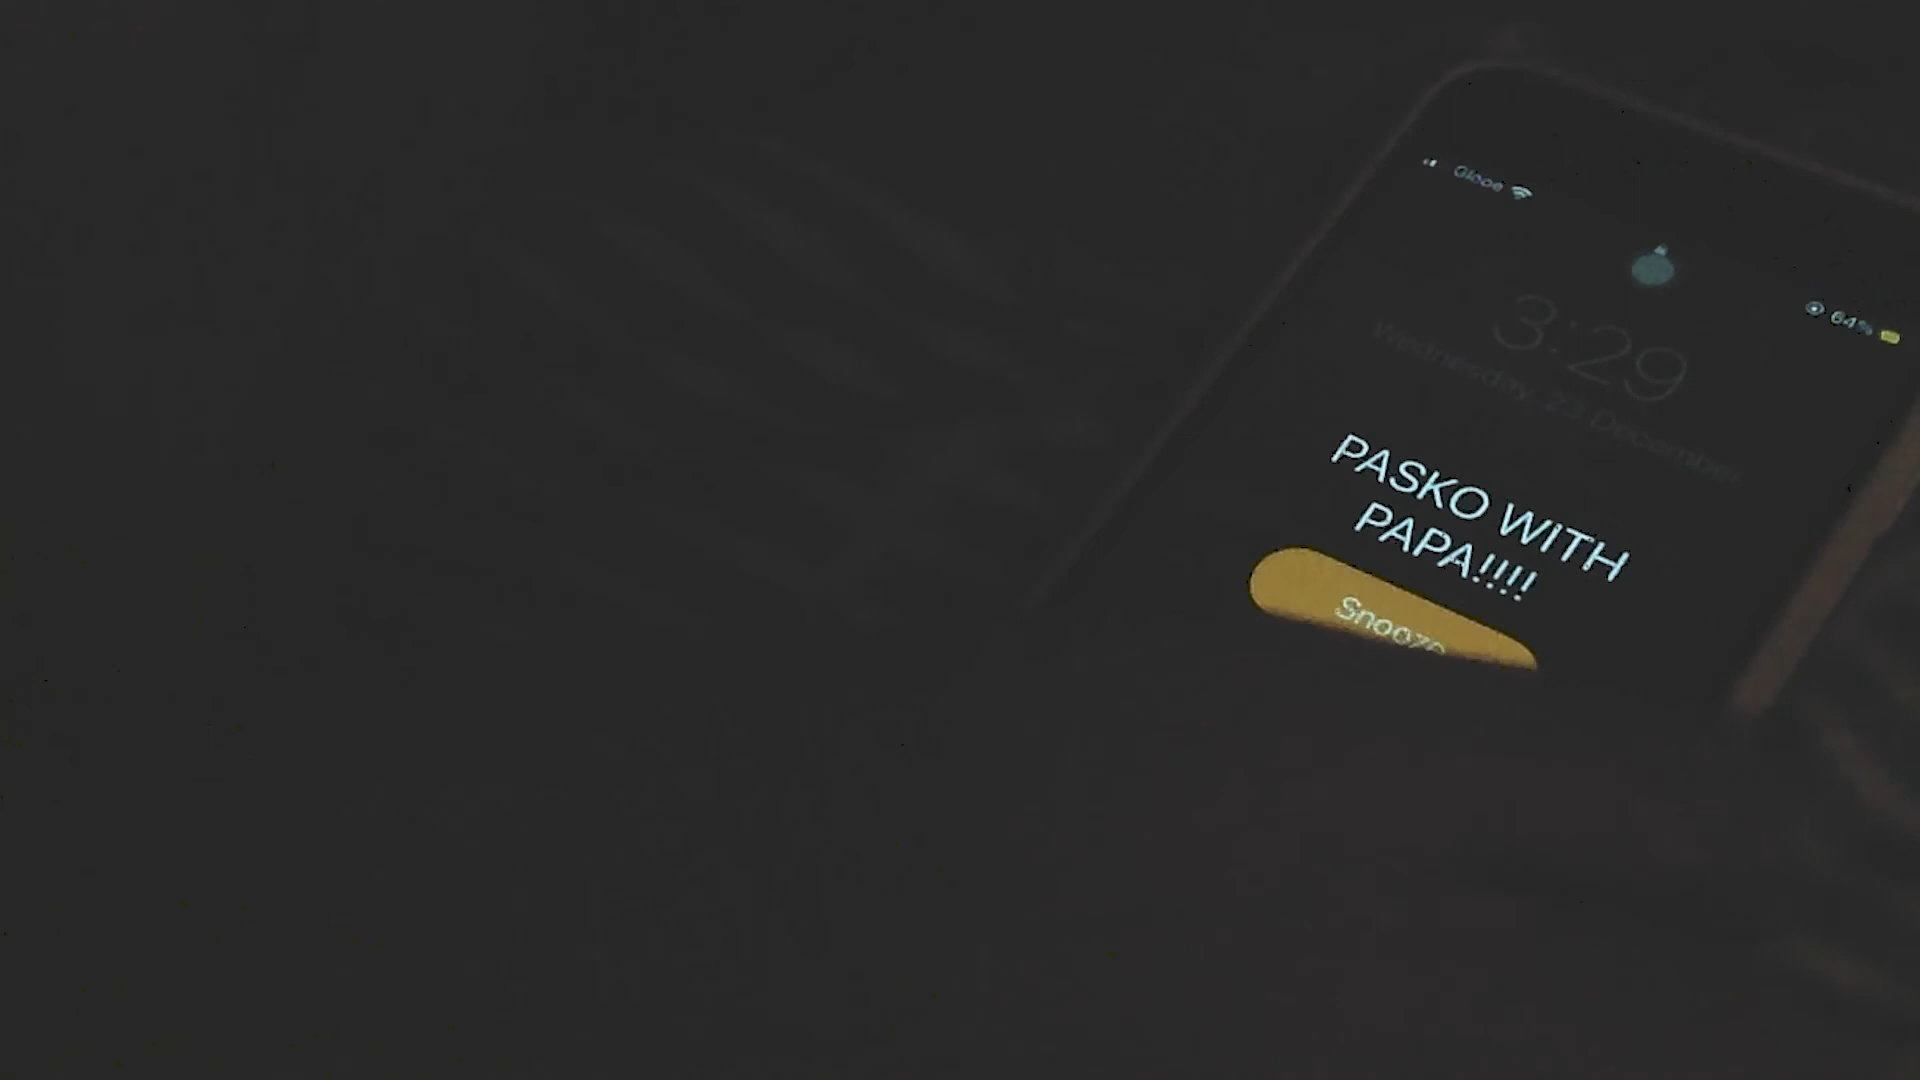 Globe
64%
3:29
Wednesday, 23 December
PASKO WITH
PAPA!!!!
Snooze